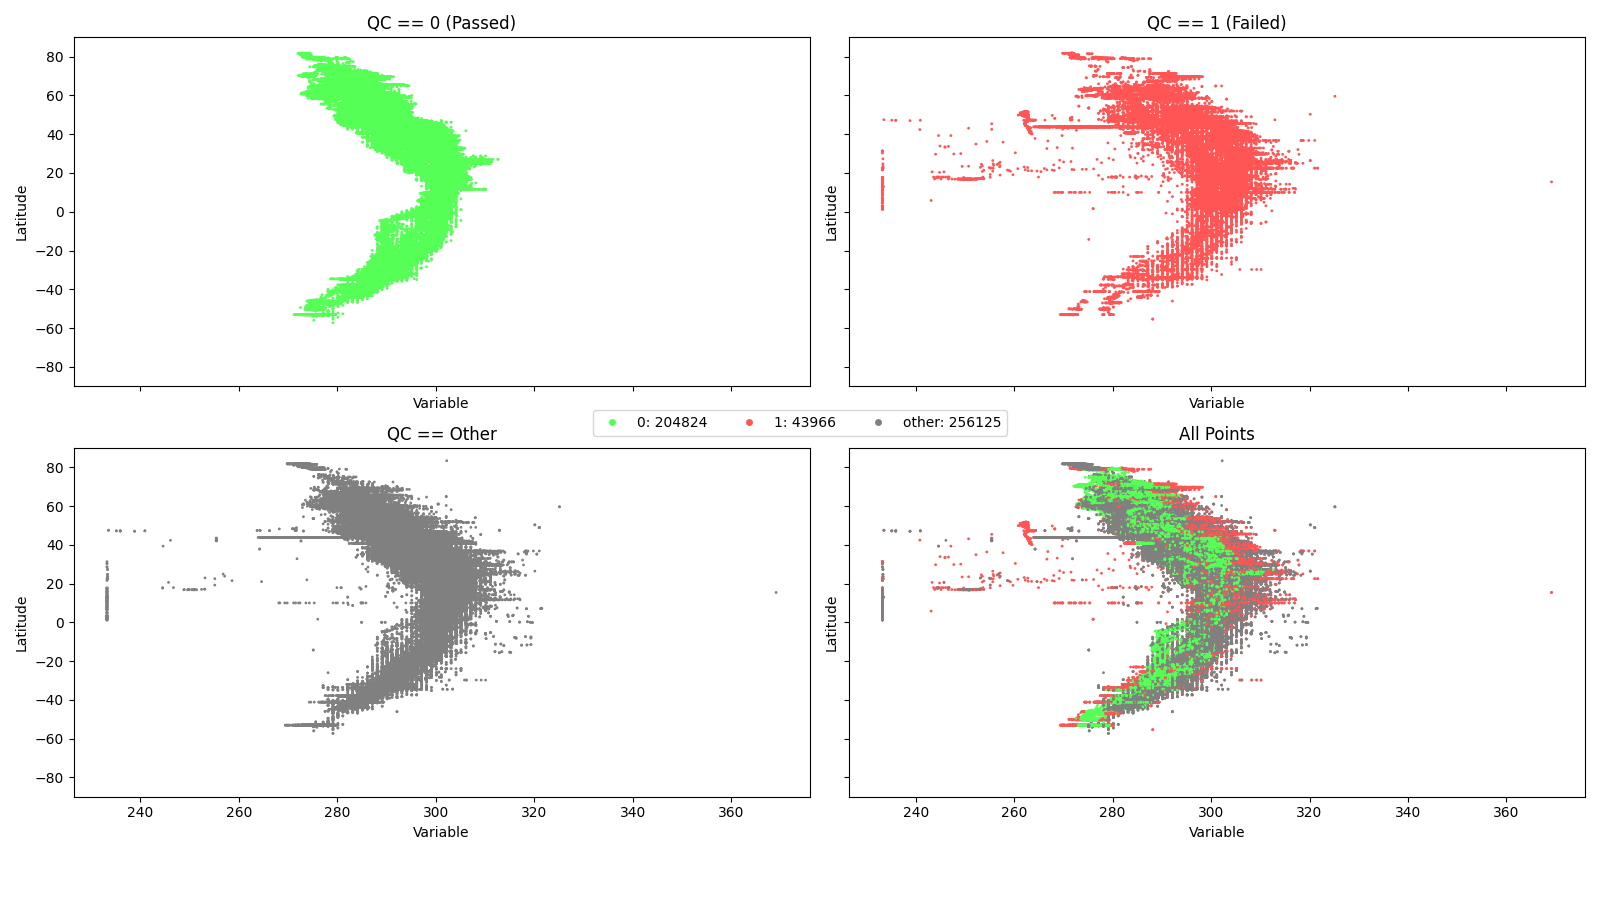 QC == 0 (Passed)
QC == 1 (Failed)
80
60
40
20
0
−20
−40
−60
−80
Latitude
Latitude
Variable
Variable
0: 204824
1: 43966
other: 256125
QC == Other
All Points
80
60
40
20
0
−20
−40
−60
−80
Latitude
Latitude
240 260 280 300 320 340 360
240 260 280 300 320 340 360
Variable
Variable